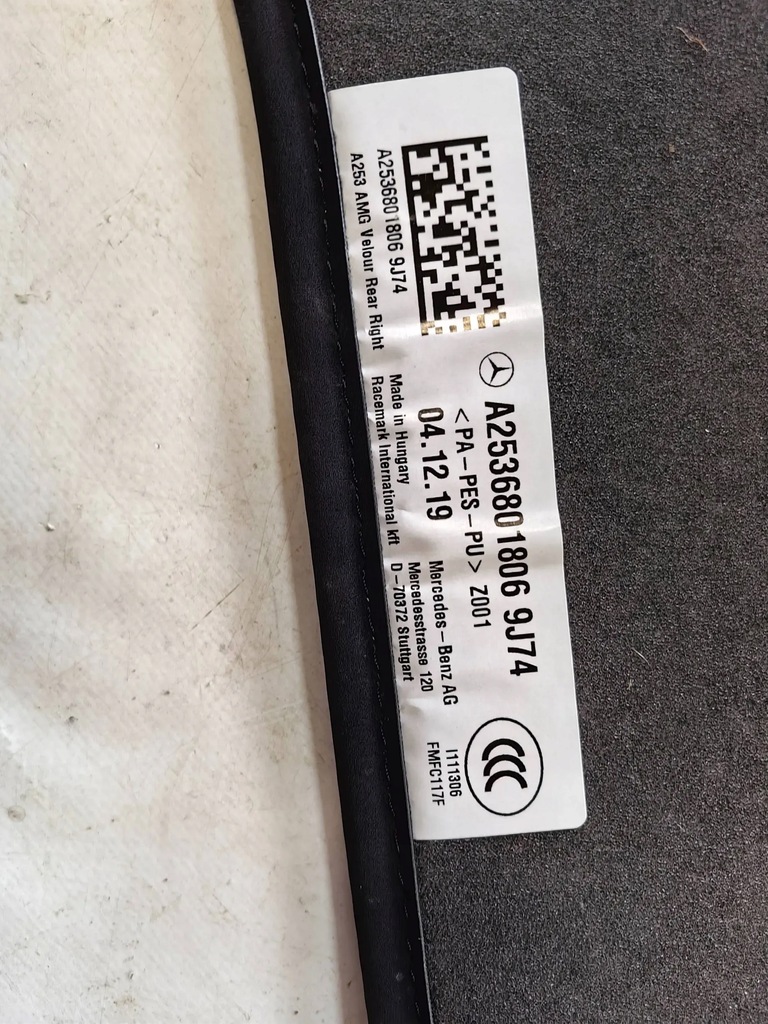 A2536801806 9J74
<PA-PES-PU> Z001
04.12.19
Mercedes-Benz AG
Mercedesstrasse 120
D-70372 Stuttgart
Made in Hungary
Racemark International kft
A2536801806 9J74
A253 AMG Velour Rear Right
CCC
I111306
FMFC117F